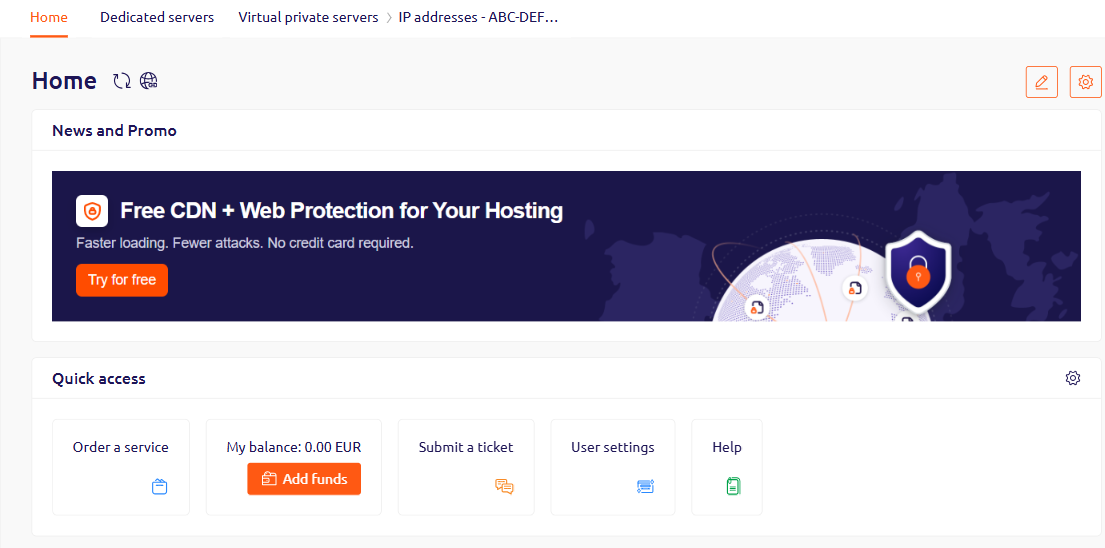 Home Dedicated servers Virtual private servers > IP addresses - ABC-DEF…
Home
News and Promo
Free CDN + Web Protection for Your Hosting
Faster loading. Fewer attacks. No credit card required.
Try for free
Quick access
Order a service
My balance: 0.00 EUR
Add funds
Submit a ticket
User settings
Help